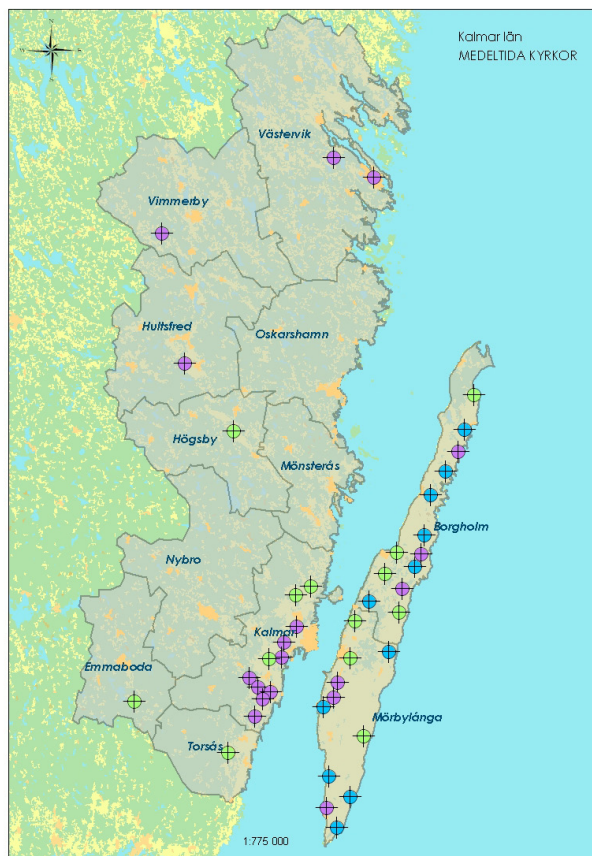 Kalmar län
MEDELTIDA KYRKOR
Västervik
Vimmerby
Hultsfred
Oskarshamn
Högsby
Mönsterås
Borgholm
Nybro
Kalmar
Emmaboda
Mörbylånga
Torsås
1:775 000